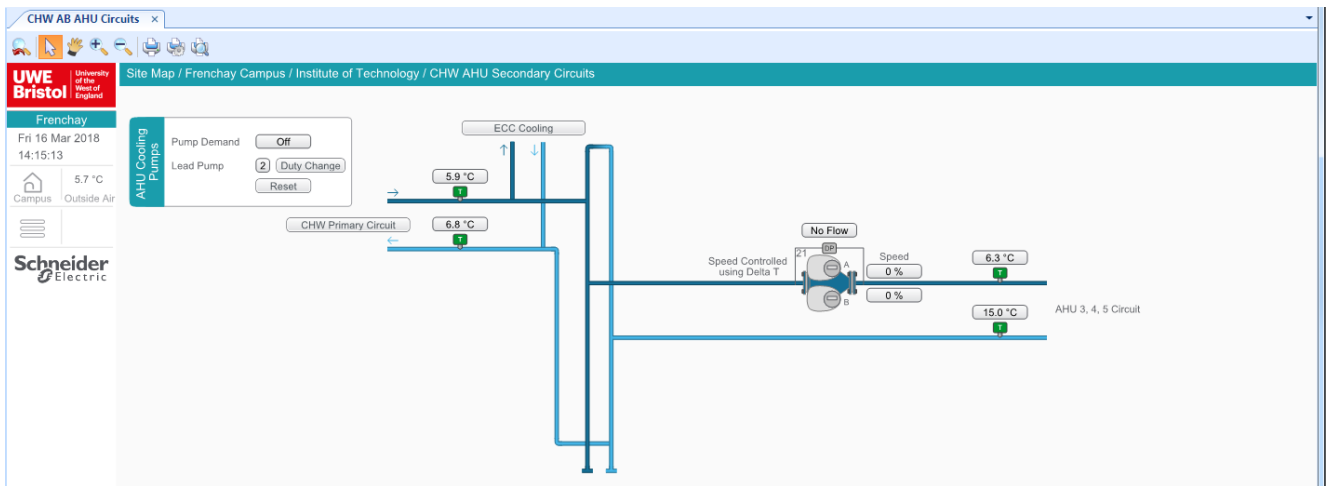 CHW AB AHU Circuits ×
UWE
Bristol
University
of the
West of
England
Site Map / Frenchay Campus / Institute of Technology / CHW AHU Secondary Circuits
Frenchay
Fri 16 Mar 2018
14:15:13
5.7 °C
Campus
Outside Air
Schneider
Electric
AHU Cooling
Pumps
Pump Demand Off
Lead Pump 2 Duty Change
Reset
ECC Cooling
5.9 °C
T
CHW Primary Circuit
6.8 °C
T
No Flow
DP
21
Speed Controlled
using Delta T
A
B
Speed
0 %
0 %
6.3 °C
T
15.0 °C
T
AHU 3, 4, 5 Circuit